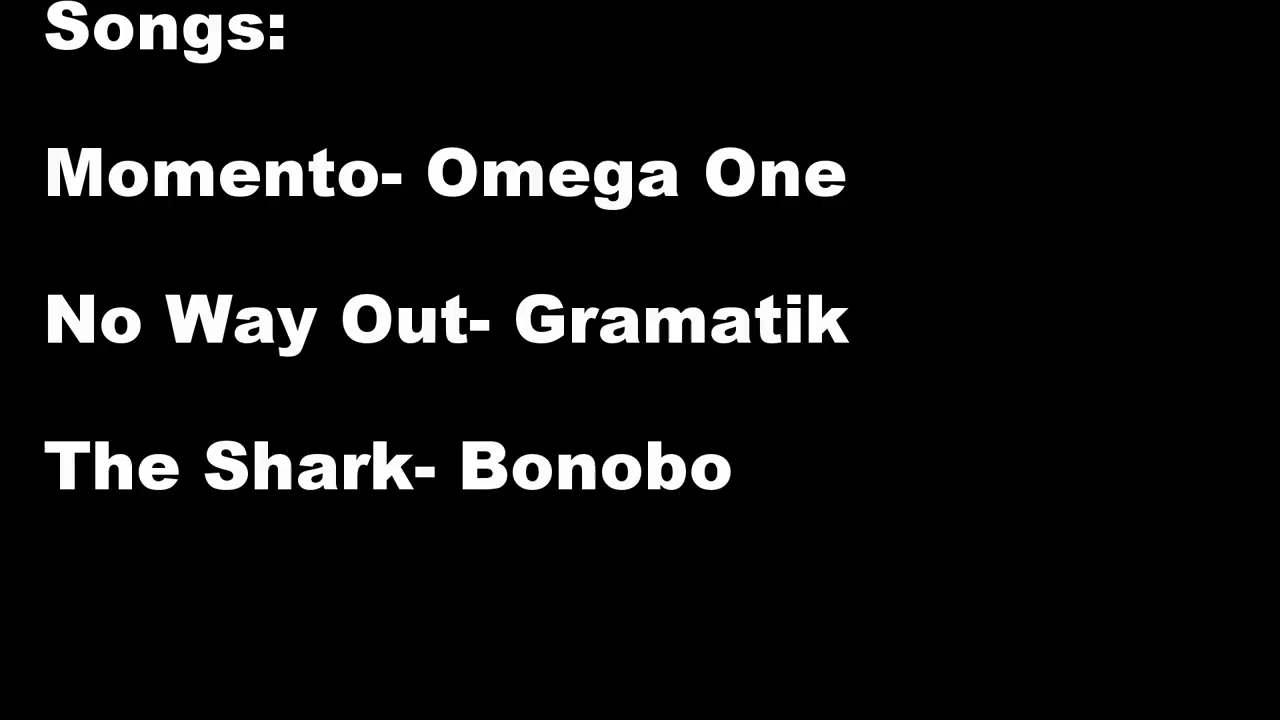 Songs:
Momento- Omega One
No Way Out- Gramatik
The Shark- Bonobo